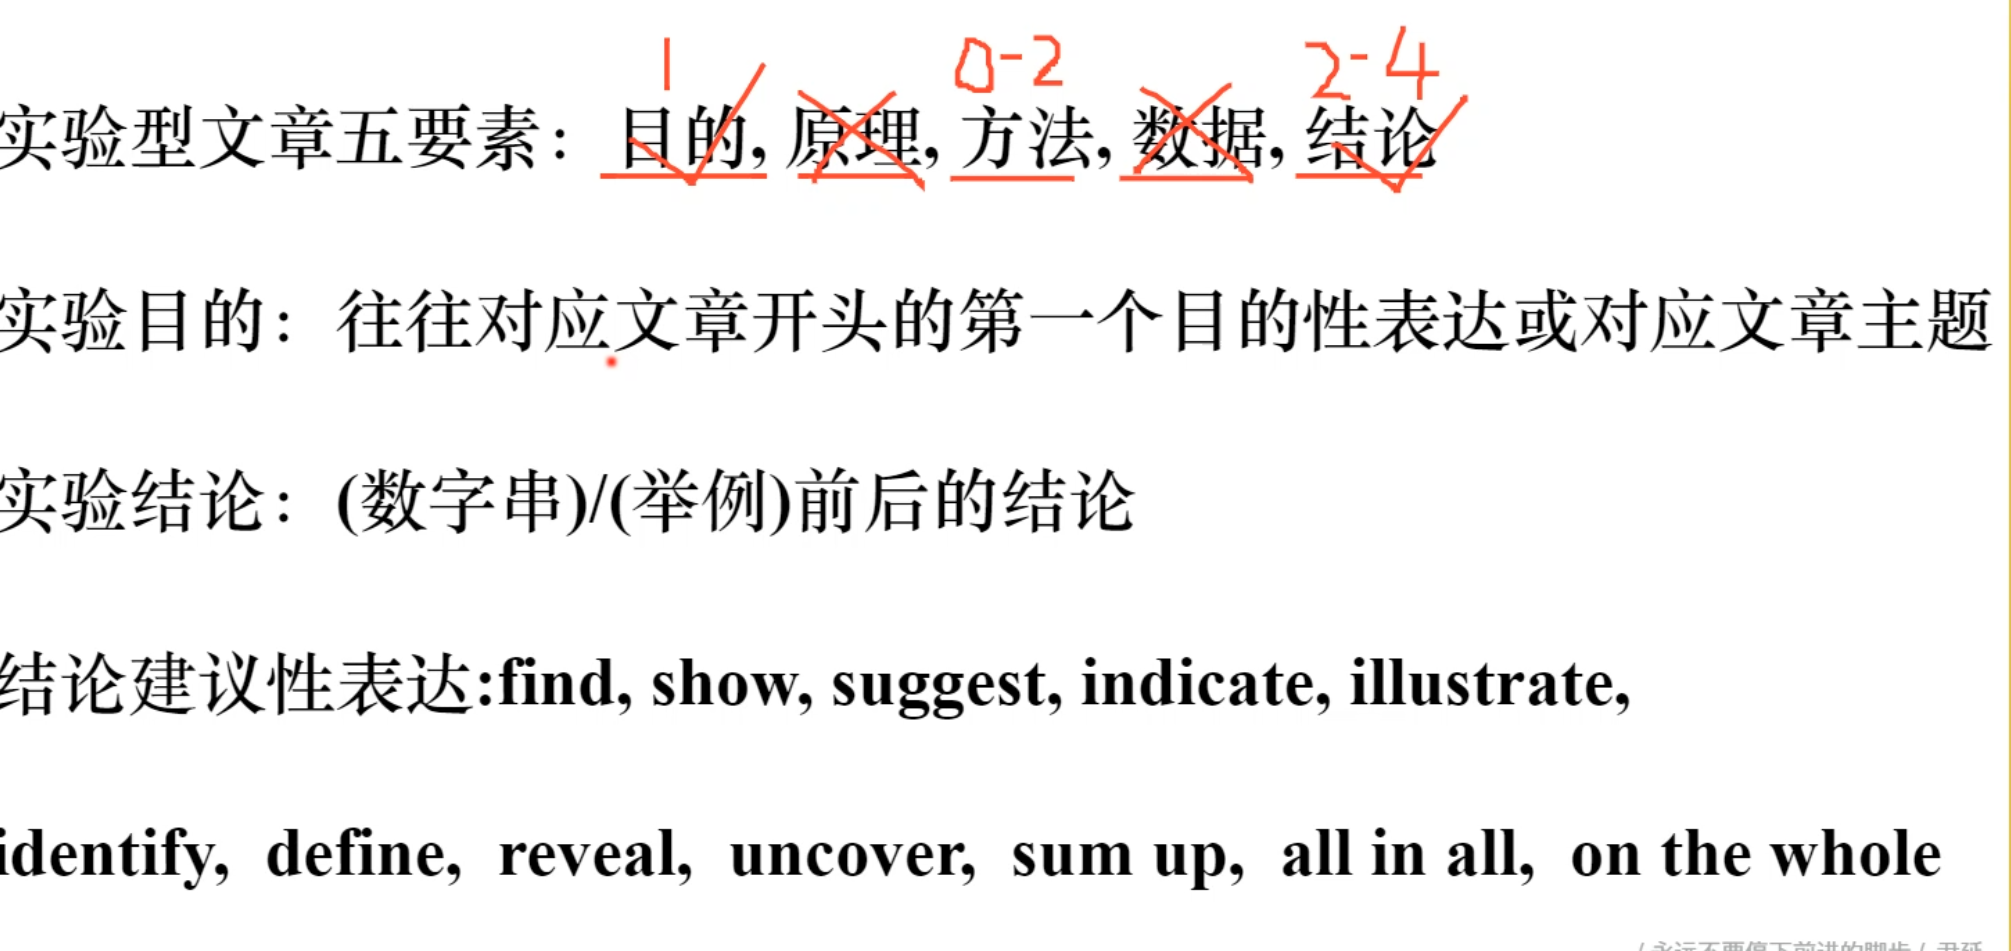 1 0-2 2-4
实验型文章五要素：目的, 原理, 方法, 数据, 结论
实验目的：往往对应文章开头的第一个目的性表达或对应文章主题
实验结论：(数字串)/(举例)前后的结论
结论建议性表达:find, show, suggest, indicate, illustrate,
identify, define, reveal, uncover, sum up, all in all, on the whole